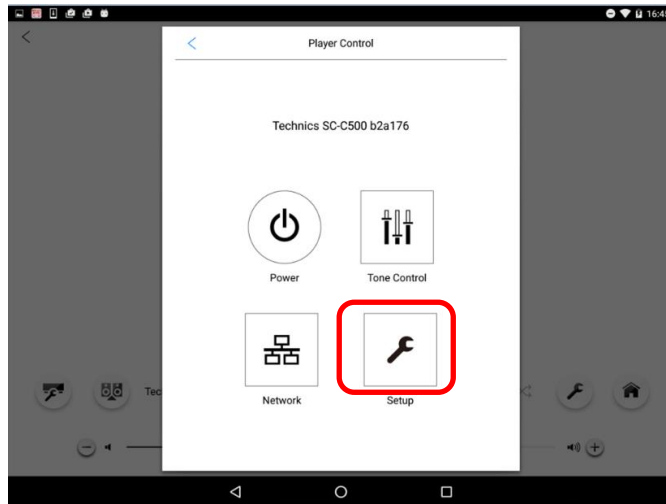 16:45
Player Control
Technics SC-C500 b2a176
Power
Tone Control
Network
Setup
Tec